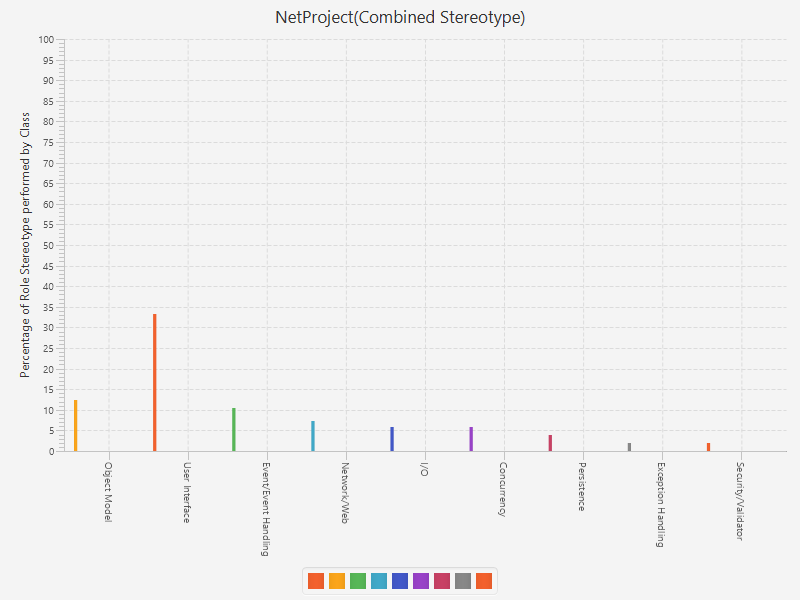 NetProject(Combined Stereotype)
Percentage of Role Stereotype performed by Class
100
95
90
85
80
75
70
65
60
55
50
45
40
35
30
25
20
15
10
5
0
Object Model
User Interface
Event/Event Handling
Network/Web
I/O
Concurrency
Persistence
Exception Handling
Security/Validator